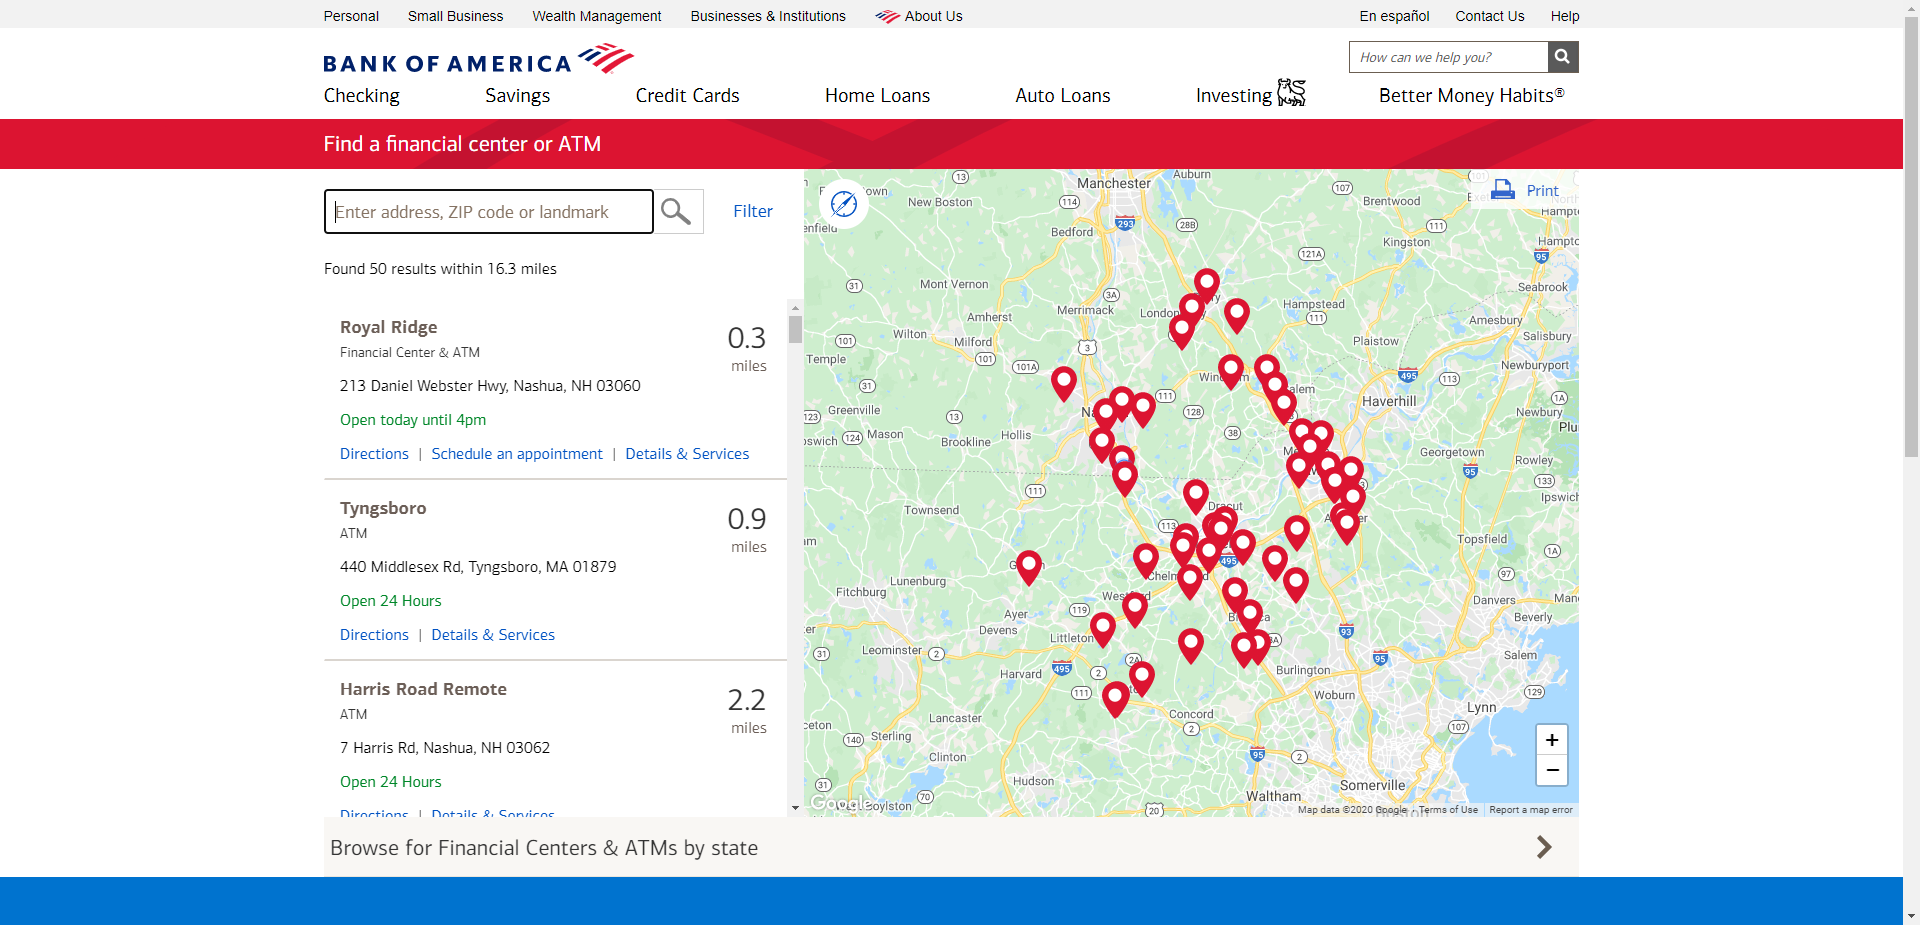 Personal Small Business Wealth Management Businesses & Institutions About Us En español Contact Us Help
BANK OF AMERICA
How can we help you?
Checking Savings Credit Cards Home Loans Auto Loans Investing Better Money Habits®
Find a financial center or ATM
Enter address, ZIP code or landmark
Filter
Found 50 results within 16.3 miles
Royal Ridge
0.3
Financial Center & ATM
miles
213 Daniel Webster Hwy, Nashua, NH 03060
Open today until 4pm
Directions | Schedule an appointment | Details & Services
Tyngsboro
0.9
ATM
miles
440 Middlesex Rd, Tyngsboro, MA 01879
Open 24 Hours
Directions | Details & Services
Harris Road Remote
2.2
ATM
miles
7 Harris Rd, Nashua, NH 03062
Open 24 Hours
Directions | Details & Services
Print
Manchester
Auburn
New Boston
Brentwood
Bedford
Kingston
Mont Vernon
Merrimack
Hampstead
Seabrook
Amherst
Amesbury
Wilton
Milford
Plaistow
Salisbury
Temple
Newburyport
Greenville
Haverhill
Newbury
Mason
Brookline
Hollis
Georgetown
Rowley
Townsend
Dracut
Topsfield
Lunenburg
Fitchburg
Ayer
Devens
Danvers
Beverly
Littleton
Leominster
Harvard
Burlington
Salem
Woburn
Lynn
Lancaster
Concord
Sterling
Clinton
Hudson
Somerville
Waltham
Google
Map data ©2020 Google
Terms of Use
Report a map error
+
−
Browse for Financial Centers & ATMs by state